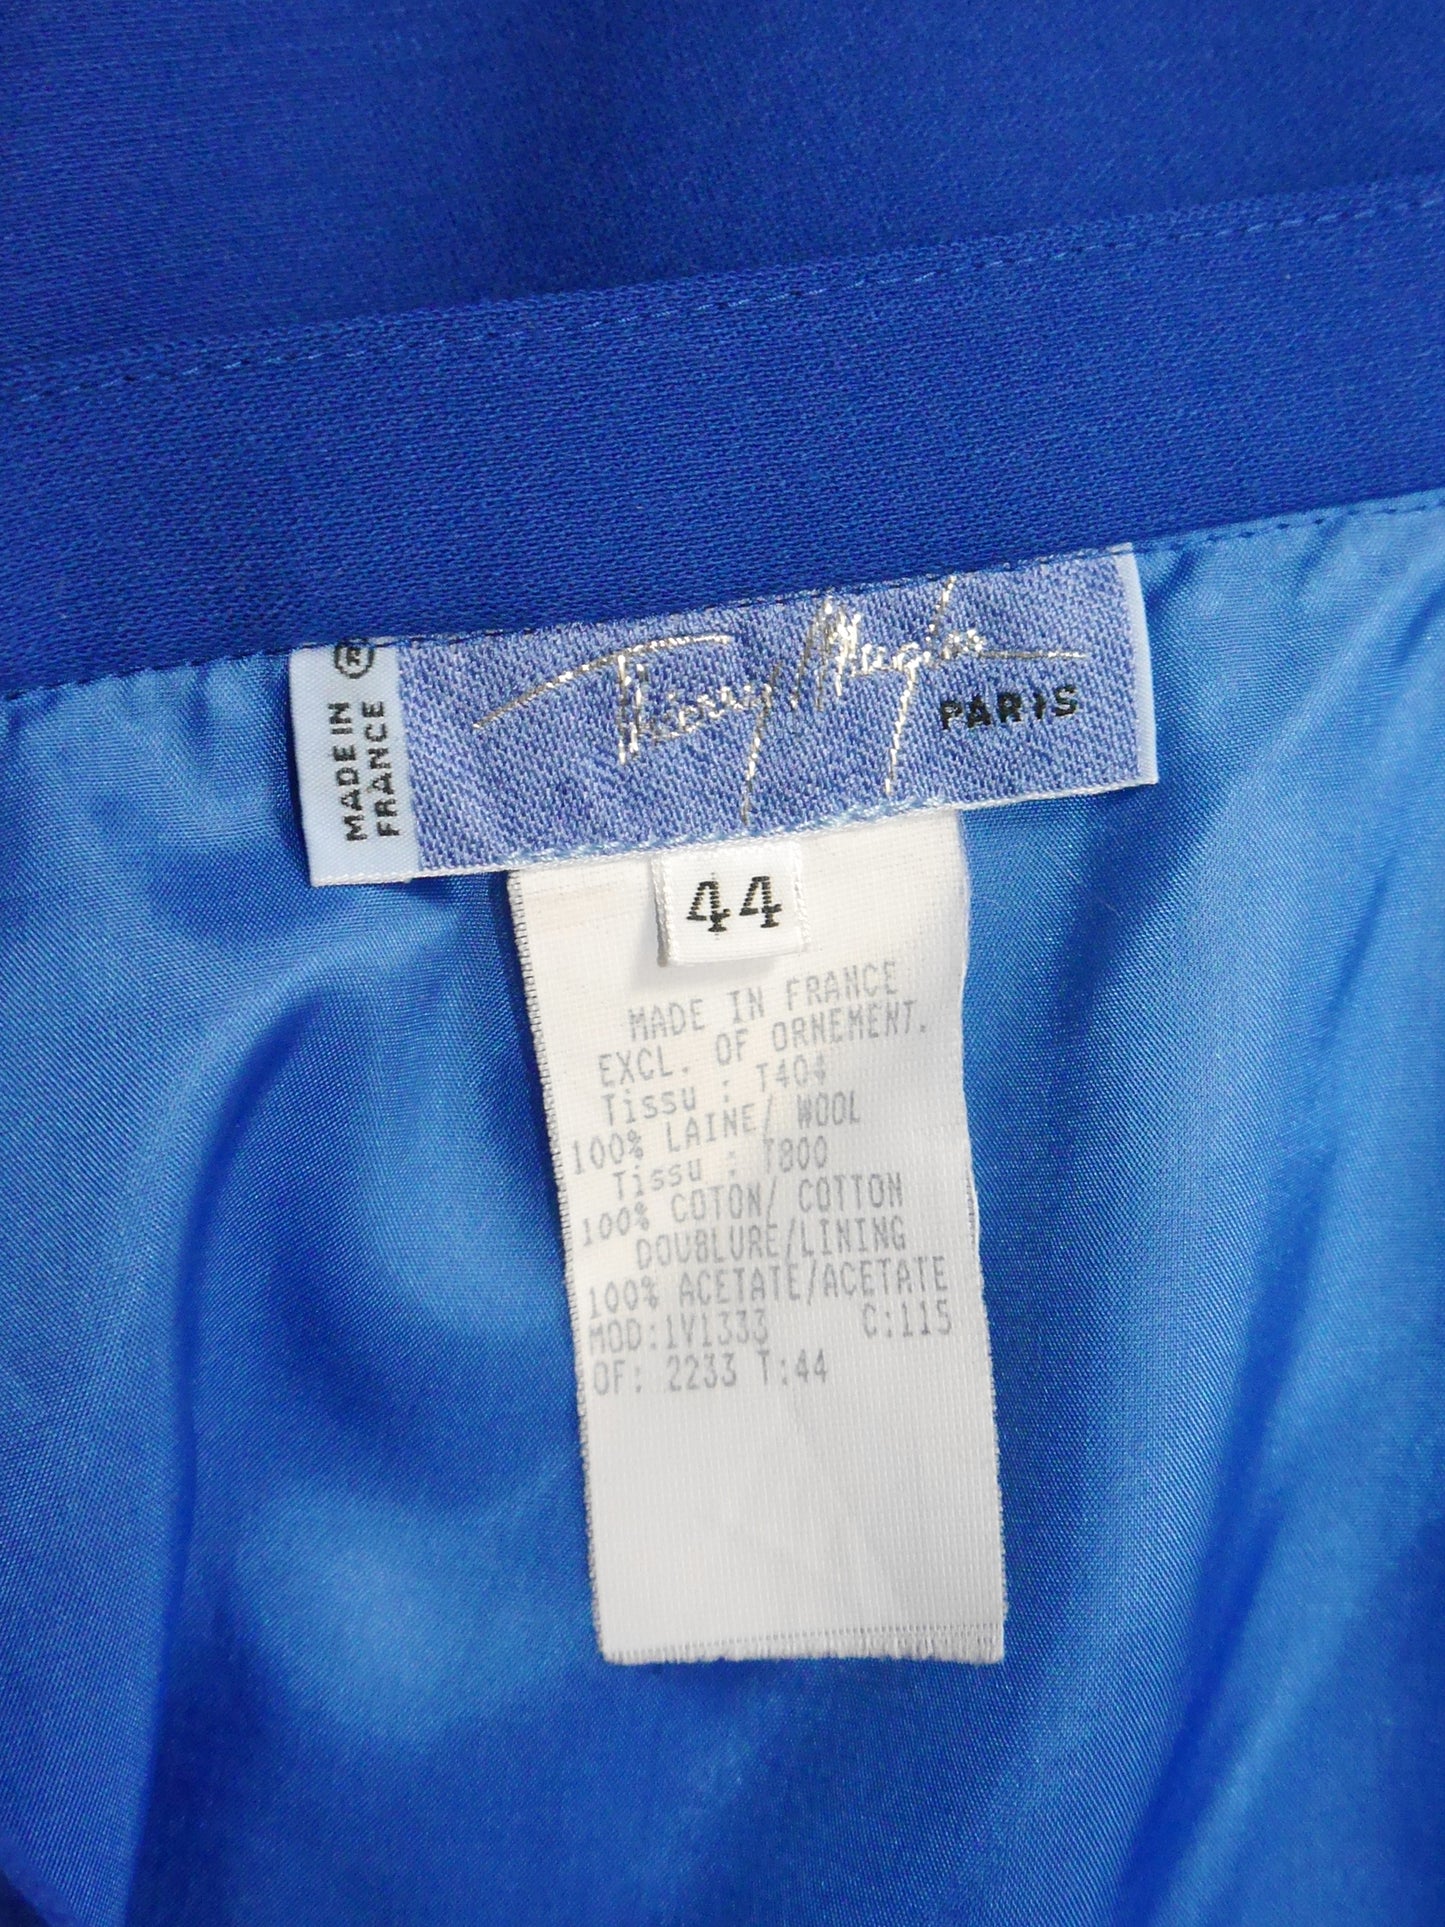 MADE IN
FRANCE ®
Thierry Mugler
PARIS
44
MADE IN FRANCE
EXCL. OF ORNEMENT.
Tissu : T404
100% LAINE/ WOOL
Tissu : T800
100% COTON/ COTTON
DOUBLURE/LINING
100% ACETATE/ACETATE
MOD:1V1333 C:115
OF: 2233 T:44